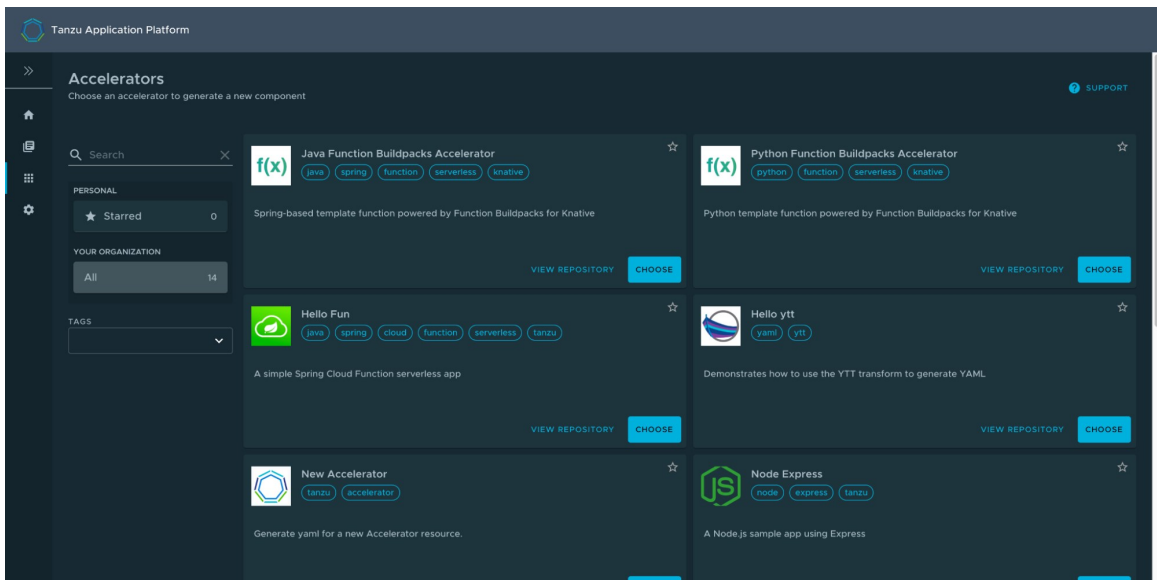 Tanzu Application Platform
Accelerators
Choose an accelerator to generate a new component
SUPPORT
Search
PERSONAL
Starred 0
YOUR ORGANIZATION
All 14
TAGS
f(x)
Java Function Buildpacks Accelerator
java spring function serverless knative
Spring-based template function powered by Function Buildpacks for Knative
VIEW REPOSITORY CHOOSE
f(x)
Python Function Buildpacks Accelerator
python function serverless knative
Python template function powered by Function Buildpacks for Knative
VIEW REPOSITORY CHOOSE
Hello Fun
java spring cloud function serverless tanzu
A simple Spring Cloud Function serverless app
VIEW REPOSITORY CHOOSE
Hello ytt
yaml ytt
Demonstrates how to use the YTT transform to generate YAML
VIEW REPOSITORY CHOOSE
New Accelerator
tanzu accelerator
Generate yaml for a new Accelerator resource.
JS
Node Express
node express tanzu
A Node.js sample app using Express